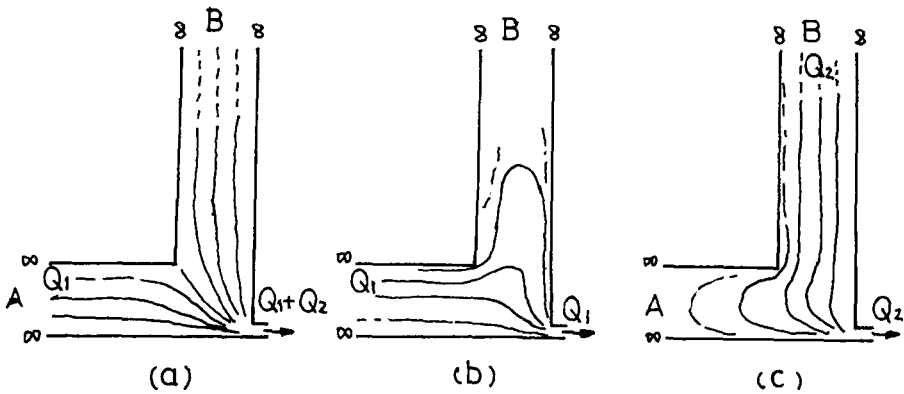 ∞ B ∞
∞ B ∞
∞ B ∞
Q₂
∞
Q₁
A
∞
Q₁+Q₂
∞
Q₁
∞
Q₁
∞
A
∞
Q₂
(a) (b) (c)